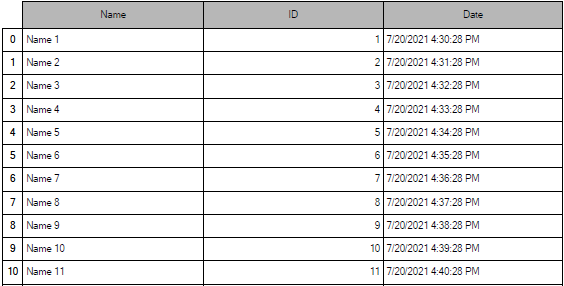 Name ID Date
0 Name 1 1 7/20/2021 4:30:28 PM
1 Name 2 2 7/20/2021 4:31:28 PM
2 Name 3 3 7/20/2021 4:32:28 PM
3 Name 4 4 7/20/2021 4:33:28 PM
4 Name 5 5 7/20/2021 4:34:28 PM
5 Name 6 6 7/20/2021 4:35:28 PM
6 Name 7 7 7/20/2021 4:36:28 PM
7 Name 8 8 7/20/2021 4:37:28 PM
8 Name 9 9 7/20/2021 4:38:28 PM
9 Name 10 10 7/20/2021 4:39:28 PM
10 Name 11 11 7/20/2021 4:40:28 PM